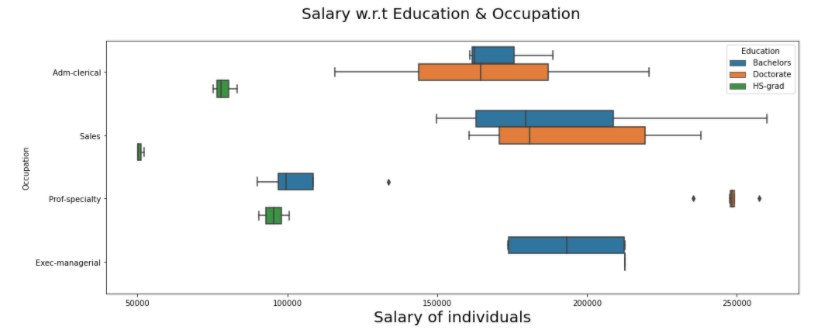 Salary w.r.t Education & Occupation
Education
Bachelors
Doctorate
HS-grad
Occupation
Adm-clerical
Sales
Prof-specialty
Exec-managerial
50000 100000 150000 200000 250000
Salary of individuals